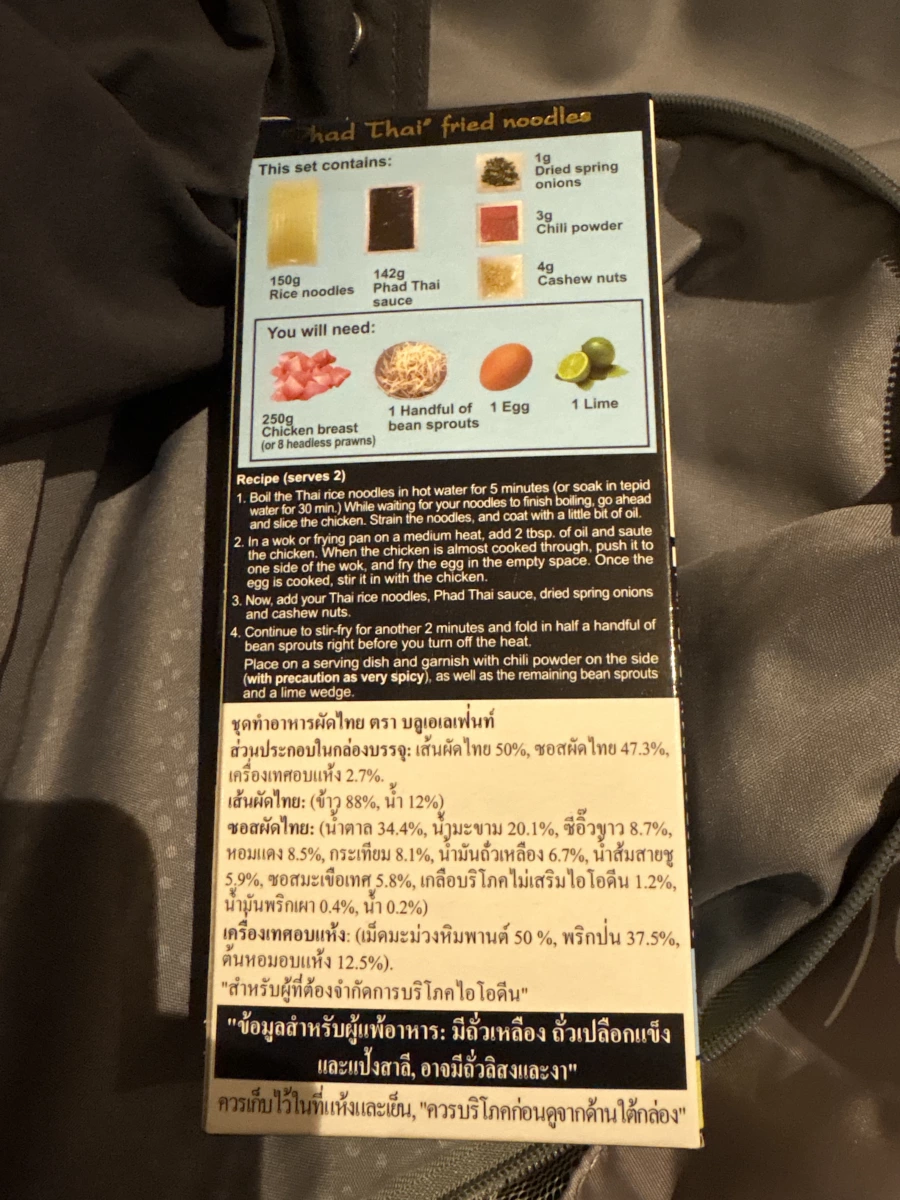 Phad Thai" fried noodles
This set contains:
1g
Dried spring
onions
3g
Chili powder
4g
Cashew nuts
150g
Rice noodles
142g
Phad Thai
sauce
You will need:
250g
Chicken breast
(or 8 headless prawns)
1 Handful of
bean sprouts
1 Egg
1 Lime
Recipe (serves 2)
1. Boil the Thai rice noodles in hot water for 5 minutes (or soak in tepid
water for 30 min.) While waiting for your noodles to finish boiling, go ahead
and slice the chicken. Strain the noodles, and coat with a little bit of oil.
2. In a wok or frying pan on a medium heat, add 2 tbsp. of oil and saute
the chicken. When the chicken is almost cooked through, push it to
one side of the wok, and fry the egg in the empty space. Once the
egg is cooked, stir it in with the chicken.
3. Now, add your Thai rice noodles, Phad Thai sauce, dried spring onions
and cashew nuts.
4. Continue to stir-fry for another 2 minutes and fold in half a handful of
bean sprouts right before you turn off the heat.
Place on a serving dish and garnish with chili powder on the side
(with precaution as very spicy), as well as the remaining bean sprouts
and a lime wedge.
ชุดทำอาหารผัดไทย ตรา บลูเอเลเฟ่นท์
ส่วนประกอบในกล่องบรรจุ: เส้นผัดไทย 50%, ซอสผัดไทย 47.3%,
เครื่องเทศอบแห้ง 2.7%.
เส้นผัดไทย: (ข้าว 88%, น้ำ 12%)
ซอสผัดไทย: (น้ำตาล 34.4%, น้ำมะขาม 20.1%, ซีอิ๊วขาว 8.7%,
หอมแดง 8.5%, กระเทียม 8.1%, น้ำมันถั่วเหลือง 6.7%, น้ำส้มสายชู
5.9%, ซอสมะเขือเทศ 5.8%, เกลือบริโภคไม่เสริมไอโอดีน 1.2%,
น้ำมันพริกเผา 0.4%, น้ำ 0.2%)
เครื่องเทศอบแห้ง: (เม็ดมะม่วงหิมพานต์ 50 %, พริกป่น 37.5%,
ต้นหอมอบแห้ง 12.5%).
"สำหรับผู้ที่ต้องจำกัดการบริโภคไอโอดีน"
"ข้อมูลสำหรับผู้แพ้อาหาร: มีถั่วเหลือง ถั่วเปลือกแข็ง
และแป้งสาลี, อาจมีถั่วลิสงและงา"
ควรเก็บไว้ในที่แห้งและเย็น, "ควรบริโภคก่อนดูจากด้านใต้กล่อง"